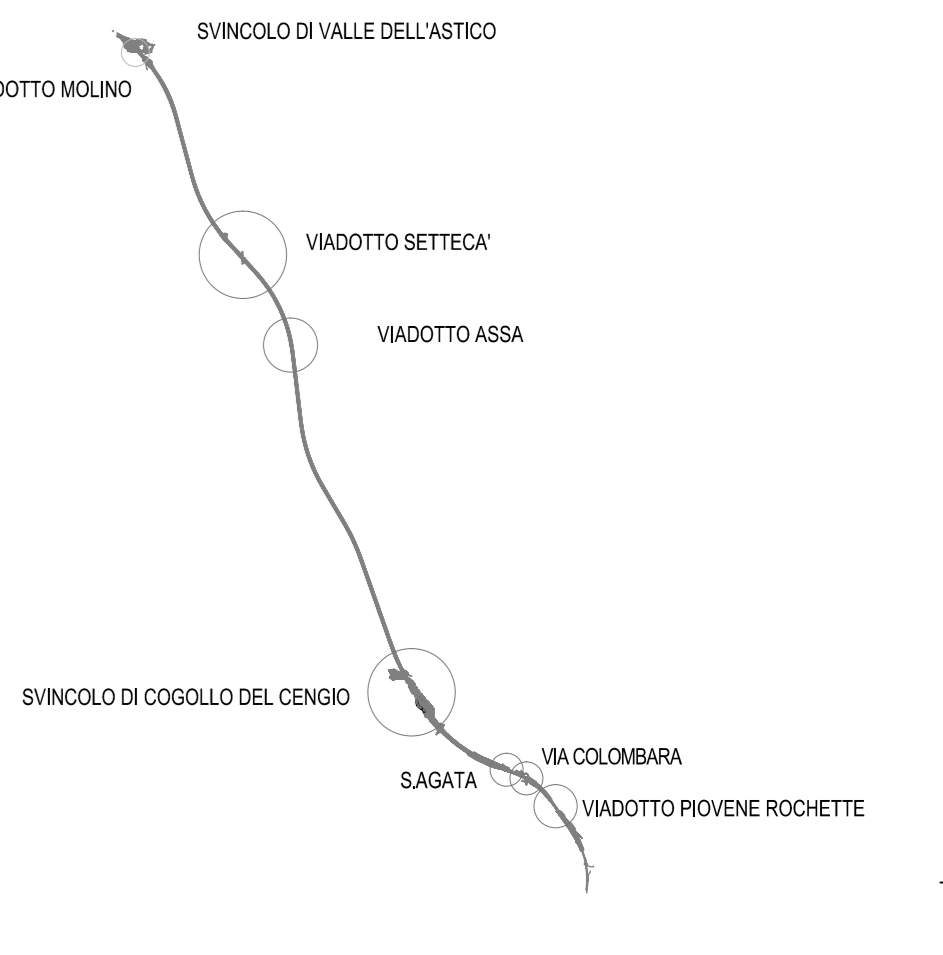 SVINCOLO DI VALLE DELL'ASTICO
DOTTO MOLINO
VIADOTTO SETTECA'
VIADOTTO ASSA
SVINCOLO DI COGOLLO DEL CENGIO
VIA COLOMBARA
S.AGATA
VIADOTTO PIOVENE ROCHETTE